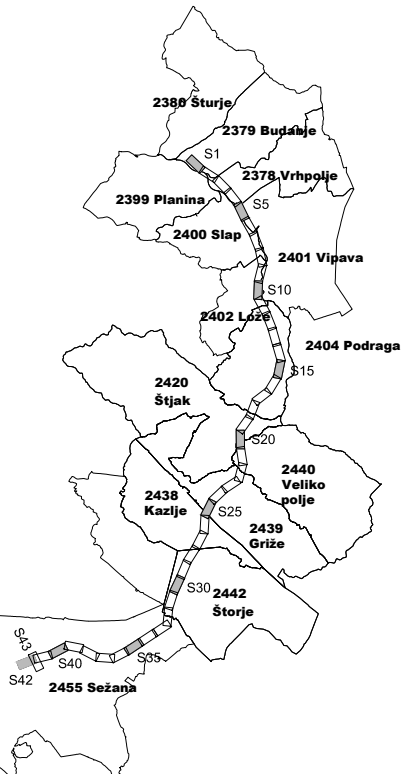 2380 Šturje
2379 Budanje
S1
2378 Vrhpolje
2399 Planina
S5
2400 Slap
2401 Vipava
S10
2402 Lože
2404 Podraga
S15
2420
Štjak
S20
2440
Veliko
polje
2438
Kazlje
S25
2439
Griže
S30
2442
Štorje
S43
S35
S40
S42
2455 Sežana